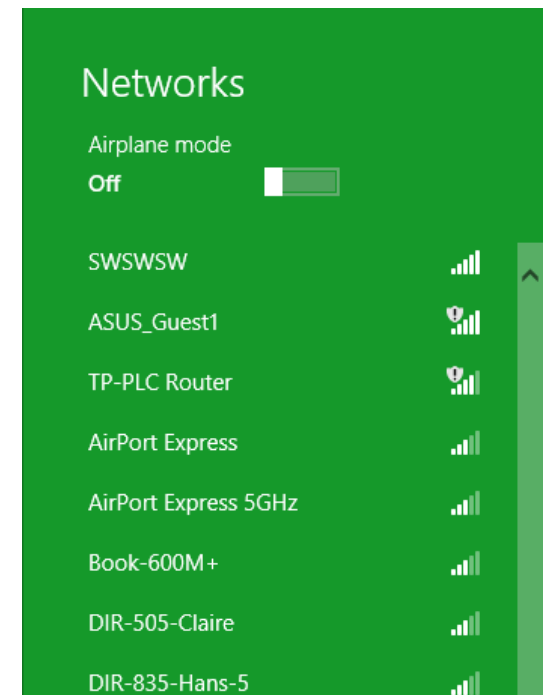 Networks
Airplane mode
Off
SWSWSW
ASUS_Guest1
TP-PLC Router
AirPort Express
AirPort Express 5GHz
Book-600M+
DIR-505-Claire
DIR-835-Hans-5